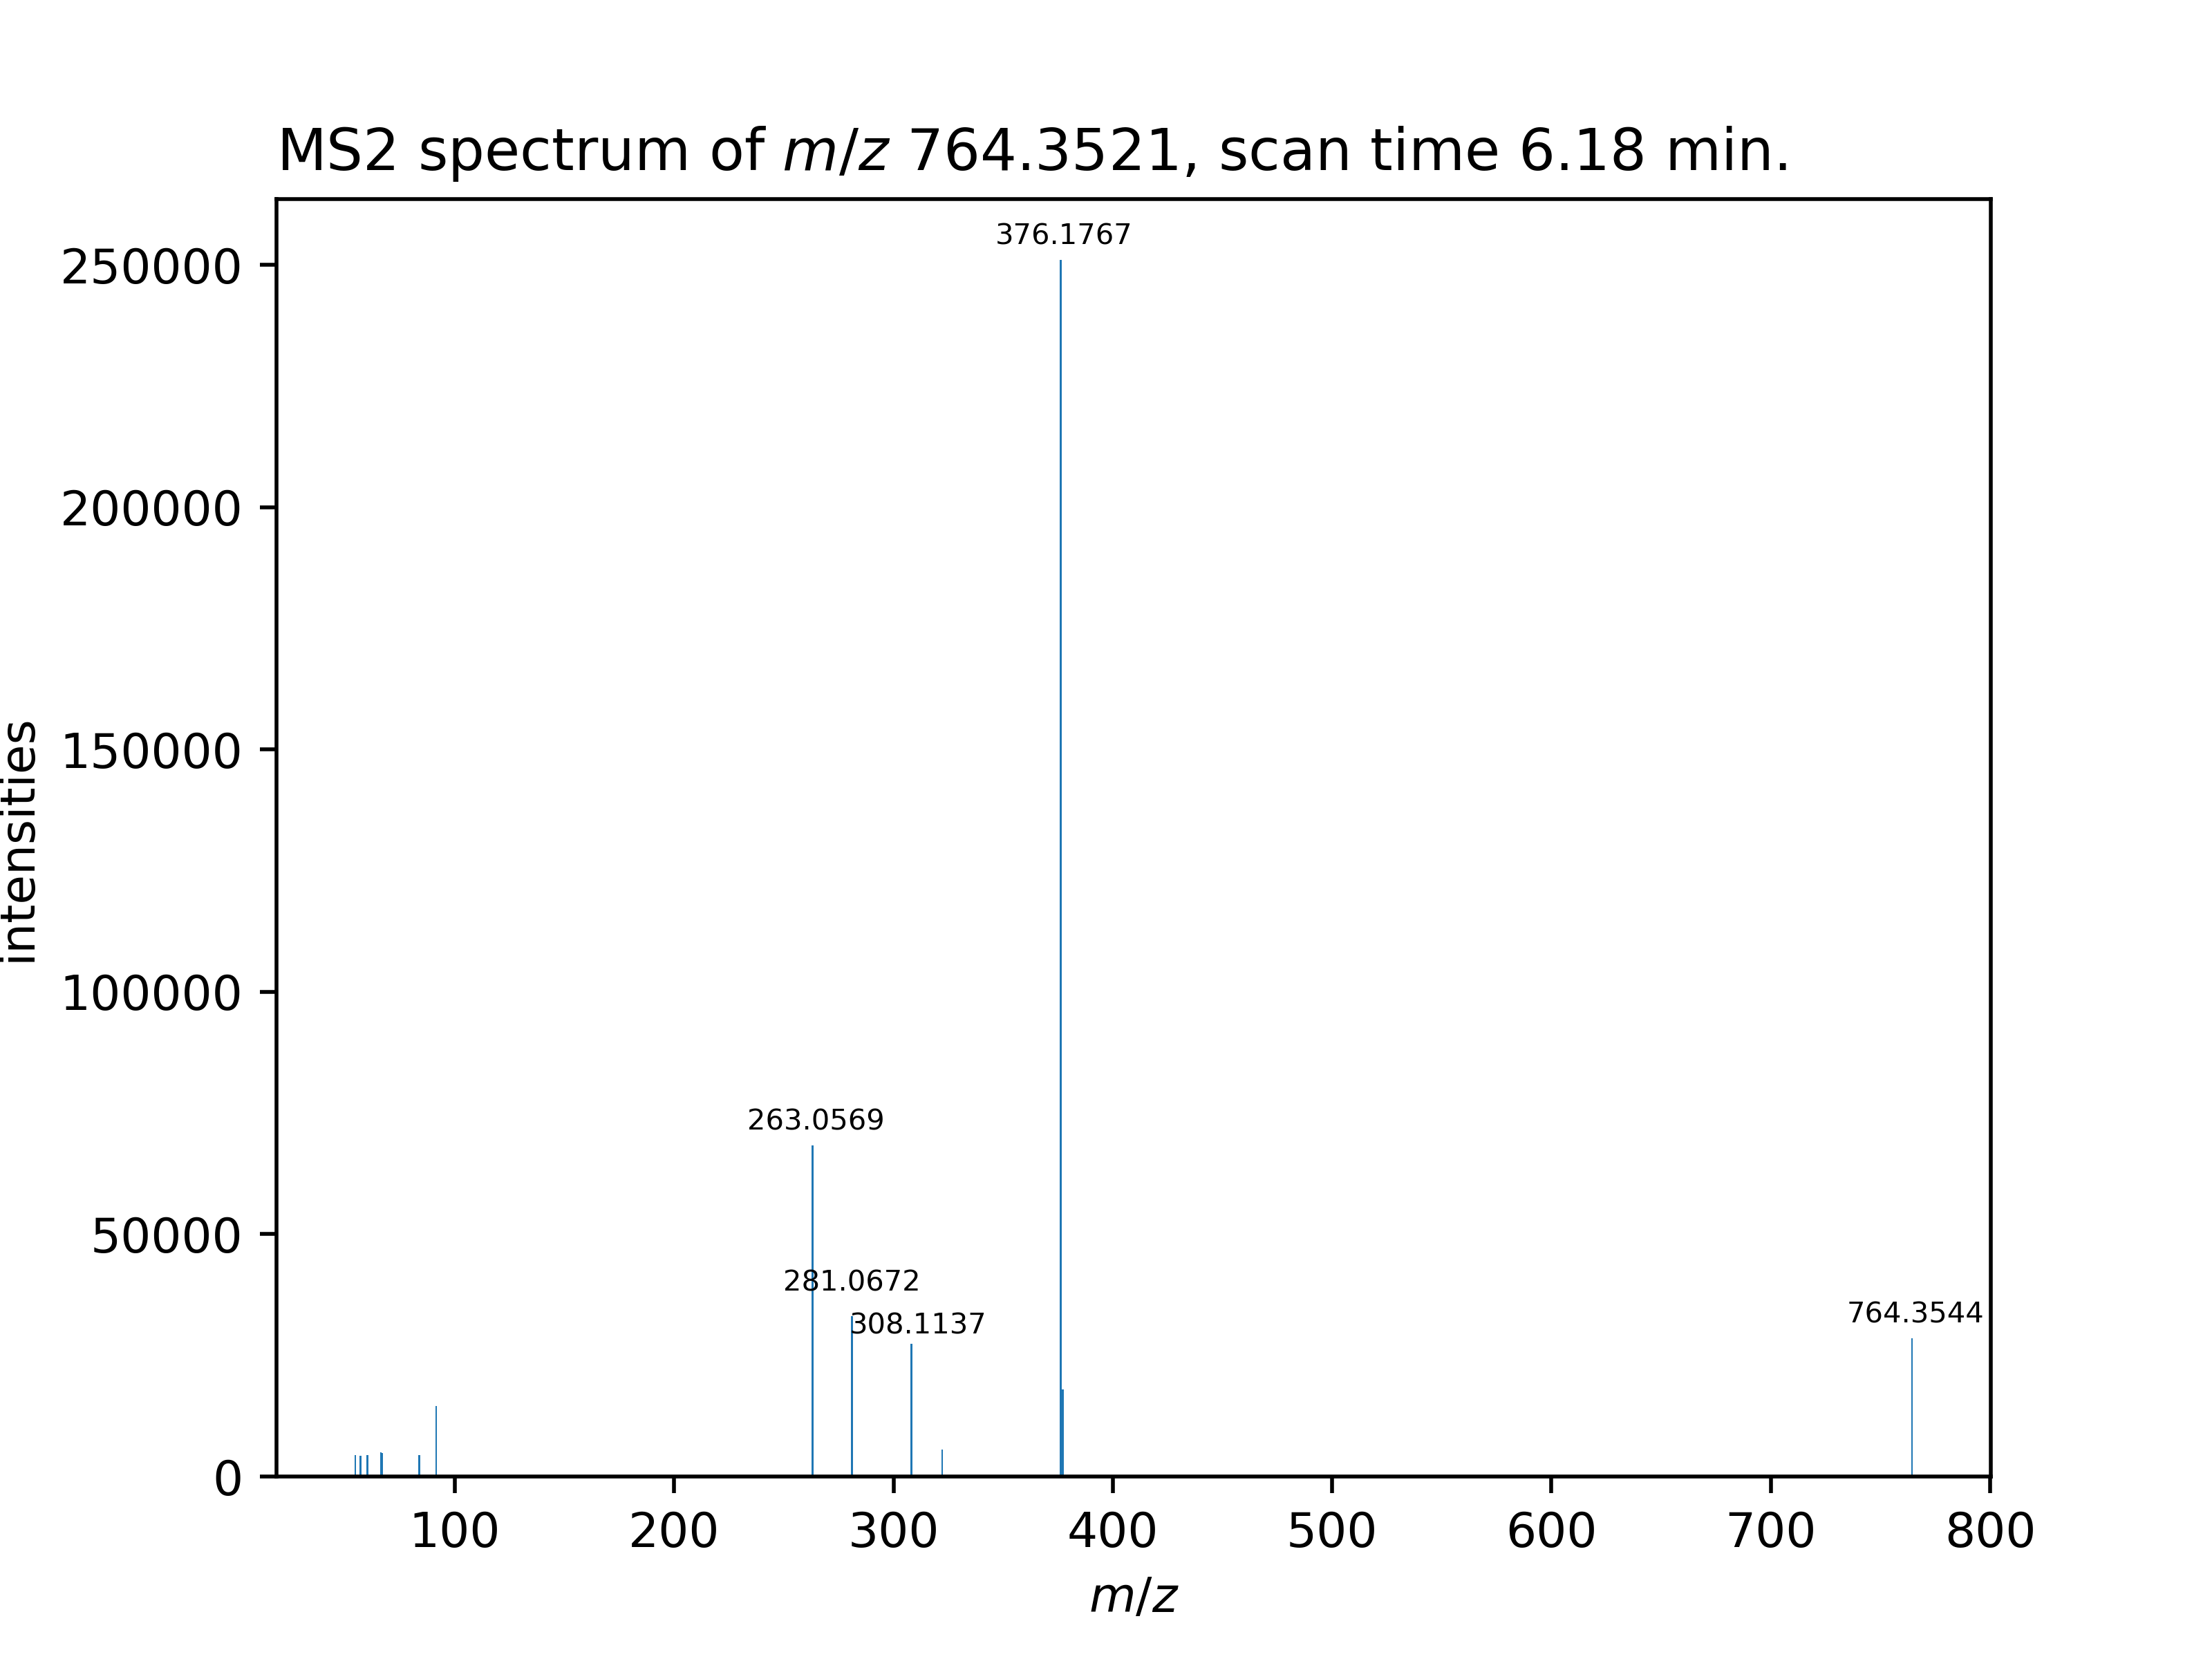 MS2 spectrum of m/z 764.3521, scan time 6.18 min.
376.1767
250000
200000
150000
intensities
263.0569
100000
281.0672
50000
308.1137
764.3544
0
100 200 300 400 500 600 700 800
m/z